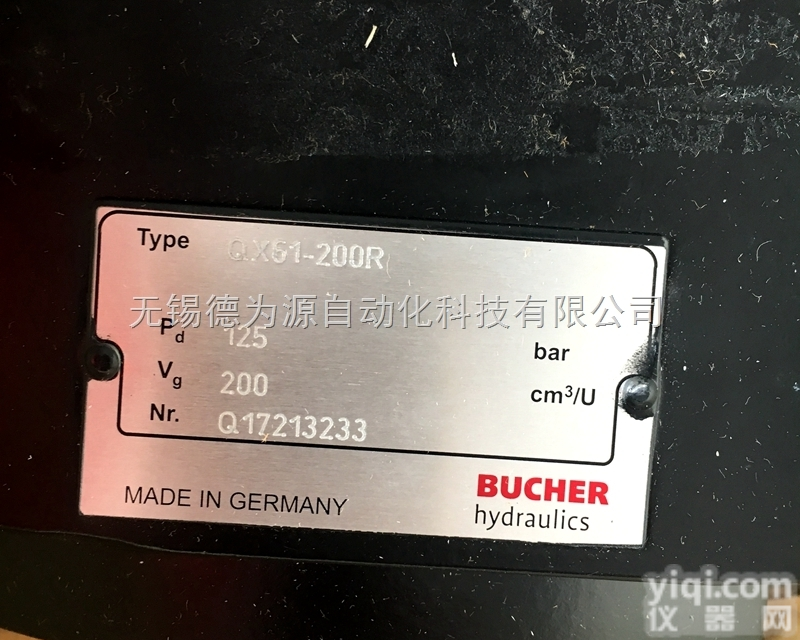 Type QX61-200R
无锡德为源自动化科技有限公司
Pd 125 bar
Vg 200 cm³/U
Nr. Q17213233
MADE IN GERMANY
BUCHER
hydraulics
yiqi.com
仪器网